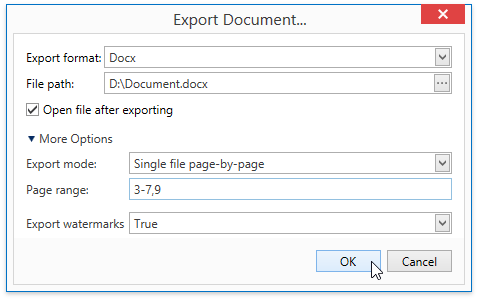 Export Document...
Export format: Docx
File path: D:\Document.docx
Open file after exporting
More Options
Export mode: Single file page-by-page
Page range: 3-7,9
Export watermarks True
OK Cancel